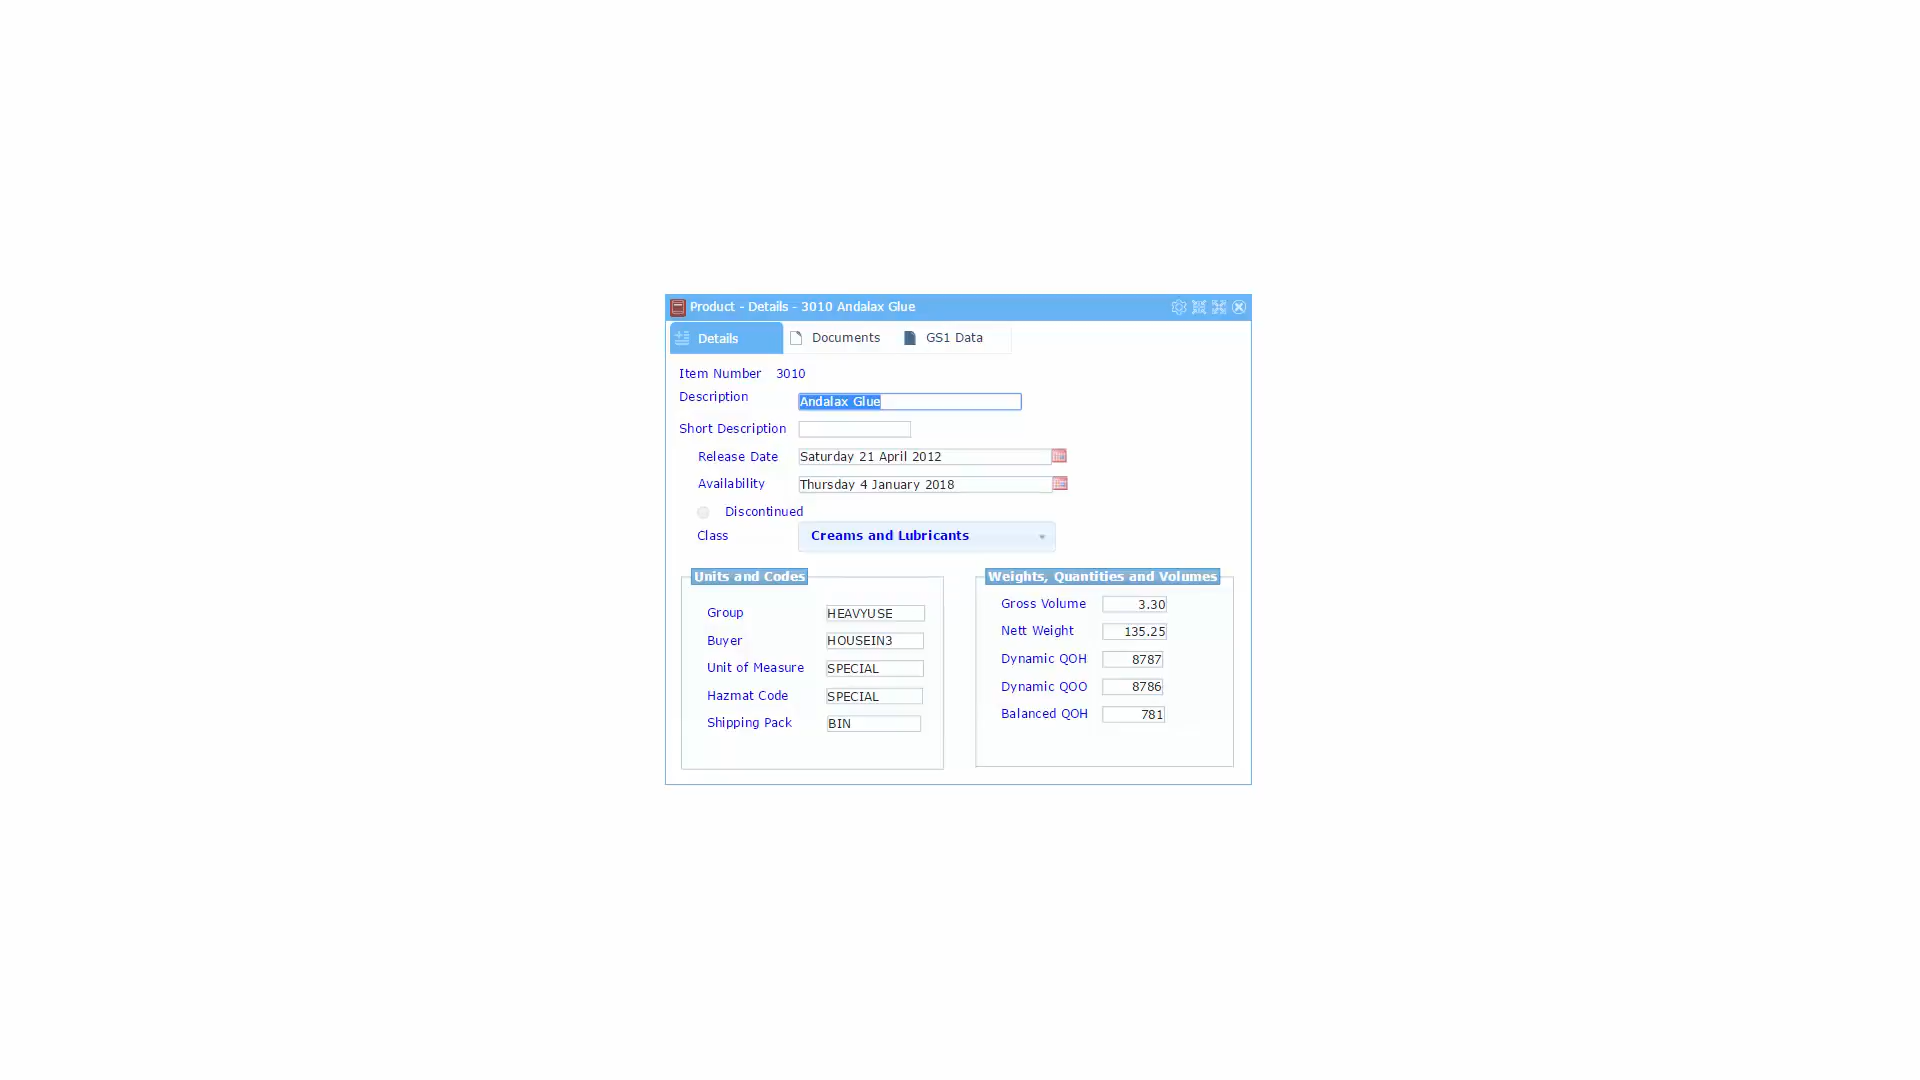 Product - Details - 3010 Andalax Glue
Details Documents GS1 Data
Item Number 3010
Description Andalax Glue
Short Description
Release Date Saturday 21 April 2012
Availability Thursday 4 January 2018
Discontinued
Class Creams and Lubricants
Units and Codes
Group HEAVYUSE
Buyer HOUSEIN3
Unit of Measure SPECIAL
Hazmat Code SPECIAL
Shipping Pack BIN
Weights, Quantities and Volumes
Gross Volume 3.30
Nett Weight 135.25
Dynamic QOH 8787
Dynamic QOO 8786
Balanced QOH 781